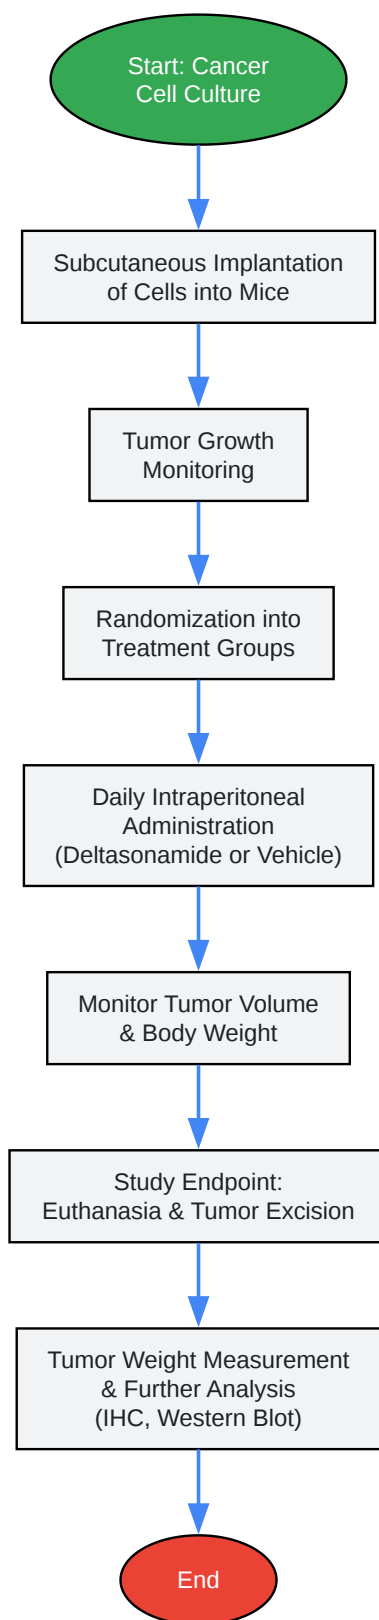 Start: Cancer
Cell Culture
Subcutaneous Implantation
of Cells into Mice
Tumor Growth
Monitoring
Randomization into
Treatment Groups
Daily Intraperitoneal
Administration
(Deltasonamide or Vehicle)
Monitor Tumor Volume
& Body Weight
Study Endpoint:
Euthanasia & Tumor Excision
Tumor Weight Measurement
& Further Analysis
(IHC, Western Blot)
End